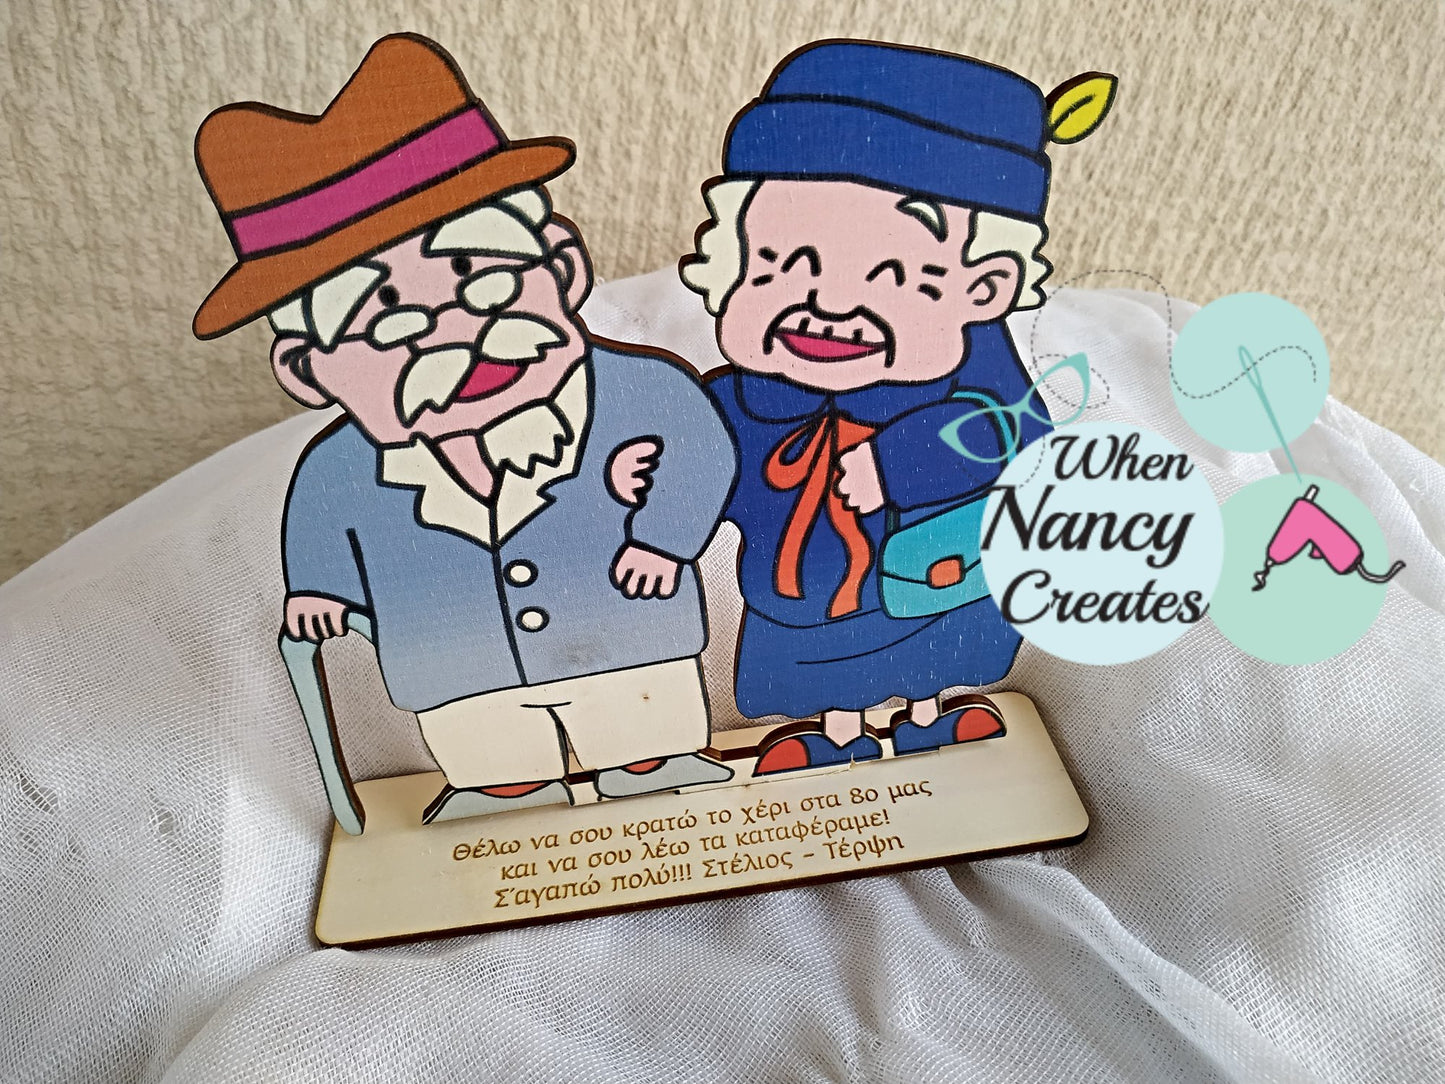 When
Nancy
Creates
Θέλω να σου κρατώ το χέρι στα 80 μας
και να σου λέω τα καταφέραμε!
Σ'αγαπώ πολύ!!! Στέλιος - Τέρψη